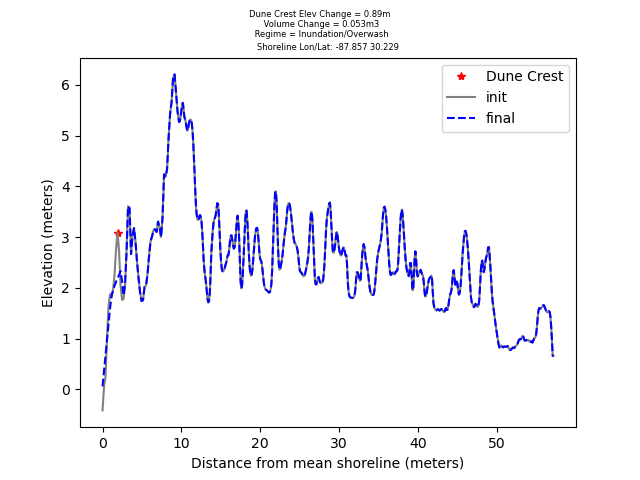 Dune Crest Elev Change = 0.89m
Volume Change = 0.053m3
Regime = Inundation/Overwash
Shoreline Lon/Lat: -87.857 30.229
Dune Crest
init
final
6
5
4
3
2
1
0
Elevation (meters)
0 10 20 30 40 50
Distance from mean shoreline (meters)